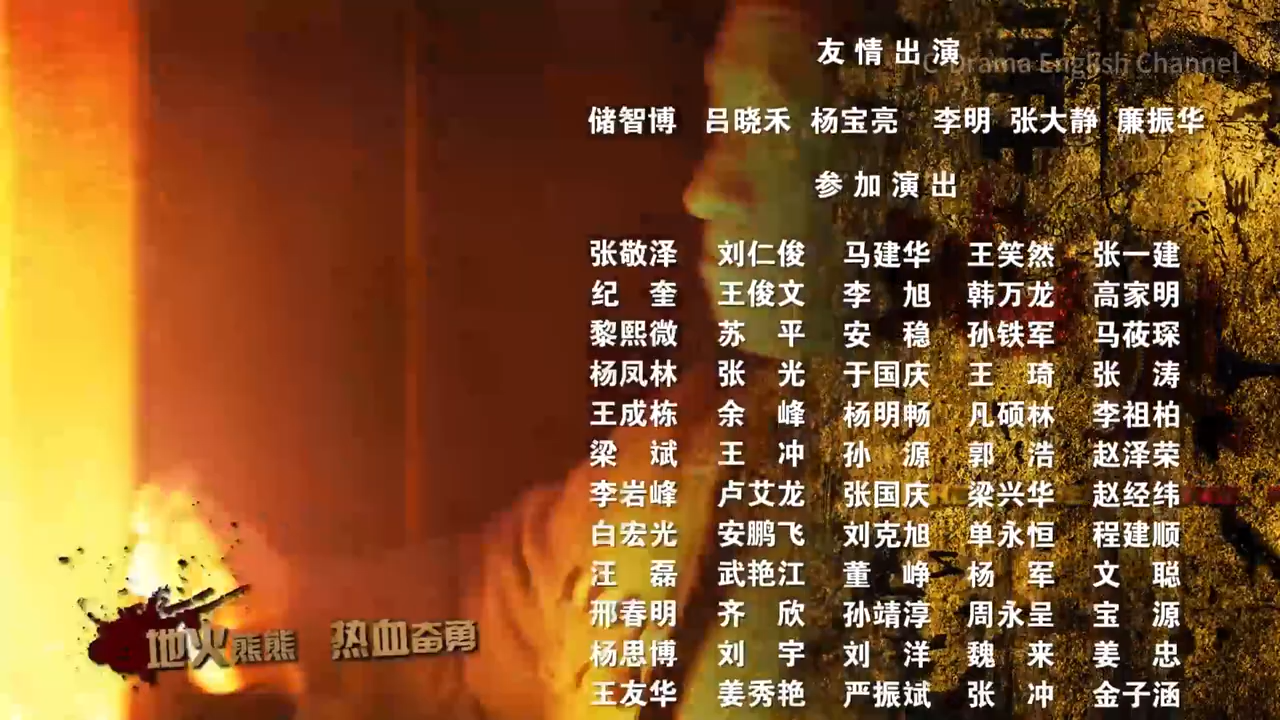 友情出演
C-Drama English Channel
储智博 吕晓禾 杨宝亮 李明 张大静 廉振华
参加演出
张敬泽 刘仁俊 马建华 王笑然 张一建
纪奎 王俊文 李旭 韩万龙 高家明
黎熙微 苏平 安稳 孙铁军 马莜琛
杨凤林 张光 于国庆 王琦 张涛
王成栋 余峰 杨明畅 凡硕林 李祖柏
梁斌 王冲 孙源 郭浩 赵泽荣
李岩峰 卢艾龙 张国庆 梁兴华 赵经纬
白宏光 安鹏飞 刘克旭 单永恒 程建顺
汪磊 武艳江 董峥 杨军 文聪
邢春明 齐欣 孙靖淳 周永呈 宝源
杨思博 刘宇 刘洋 魏来 姜忠
王友华 姜秀艳 严振斌 张冲 金子涵
地火熊熊 热血奋勇